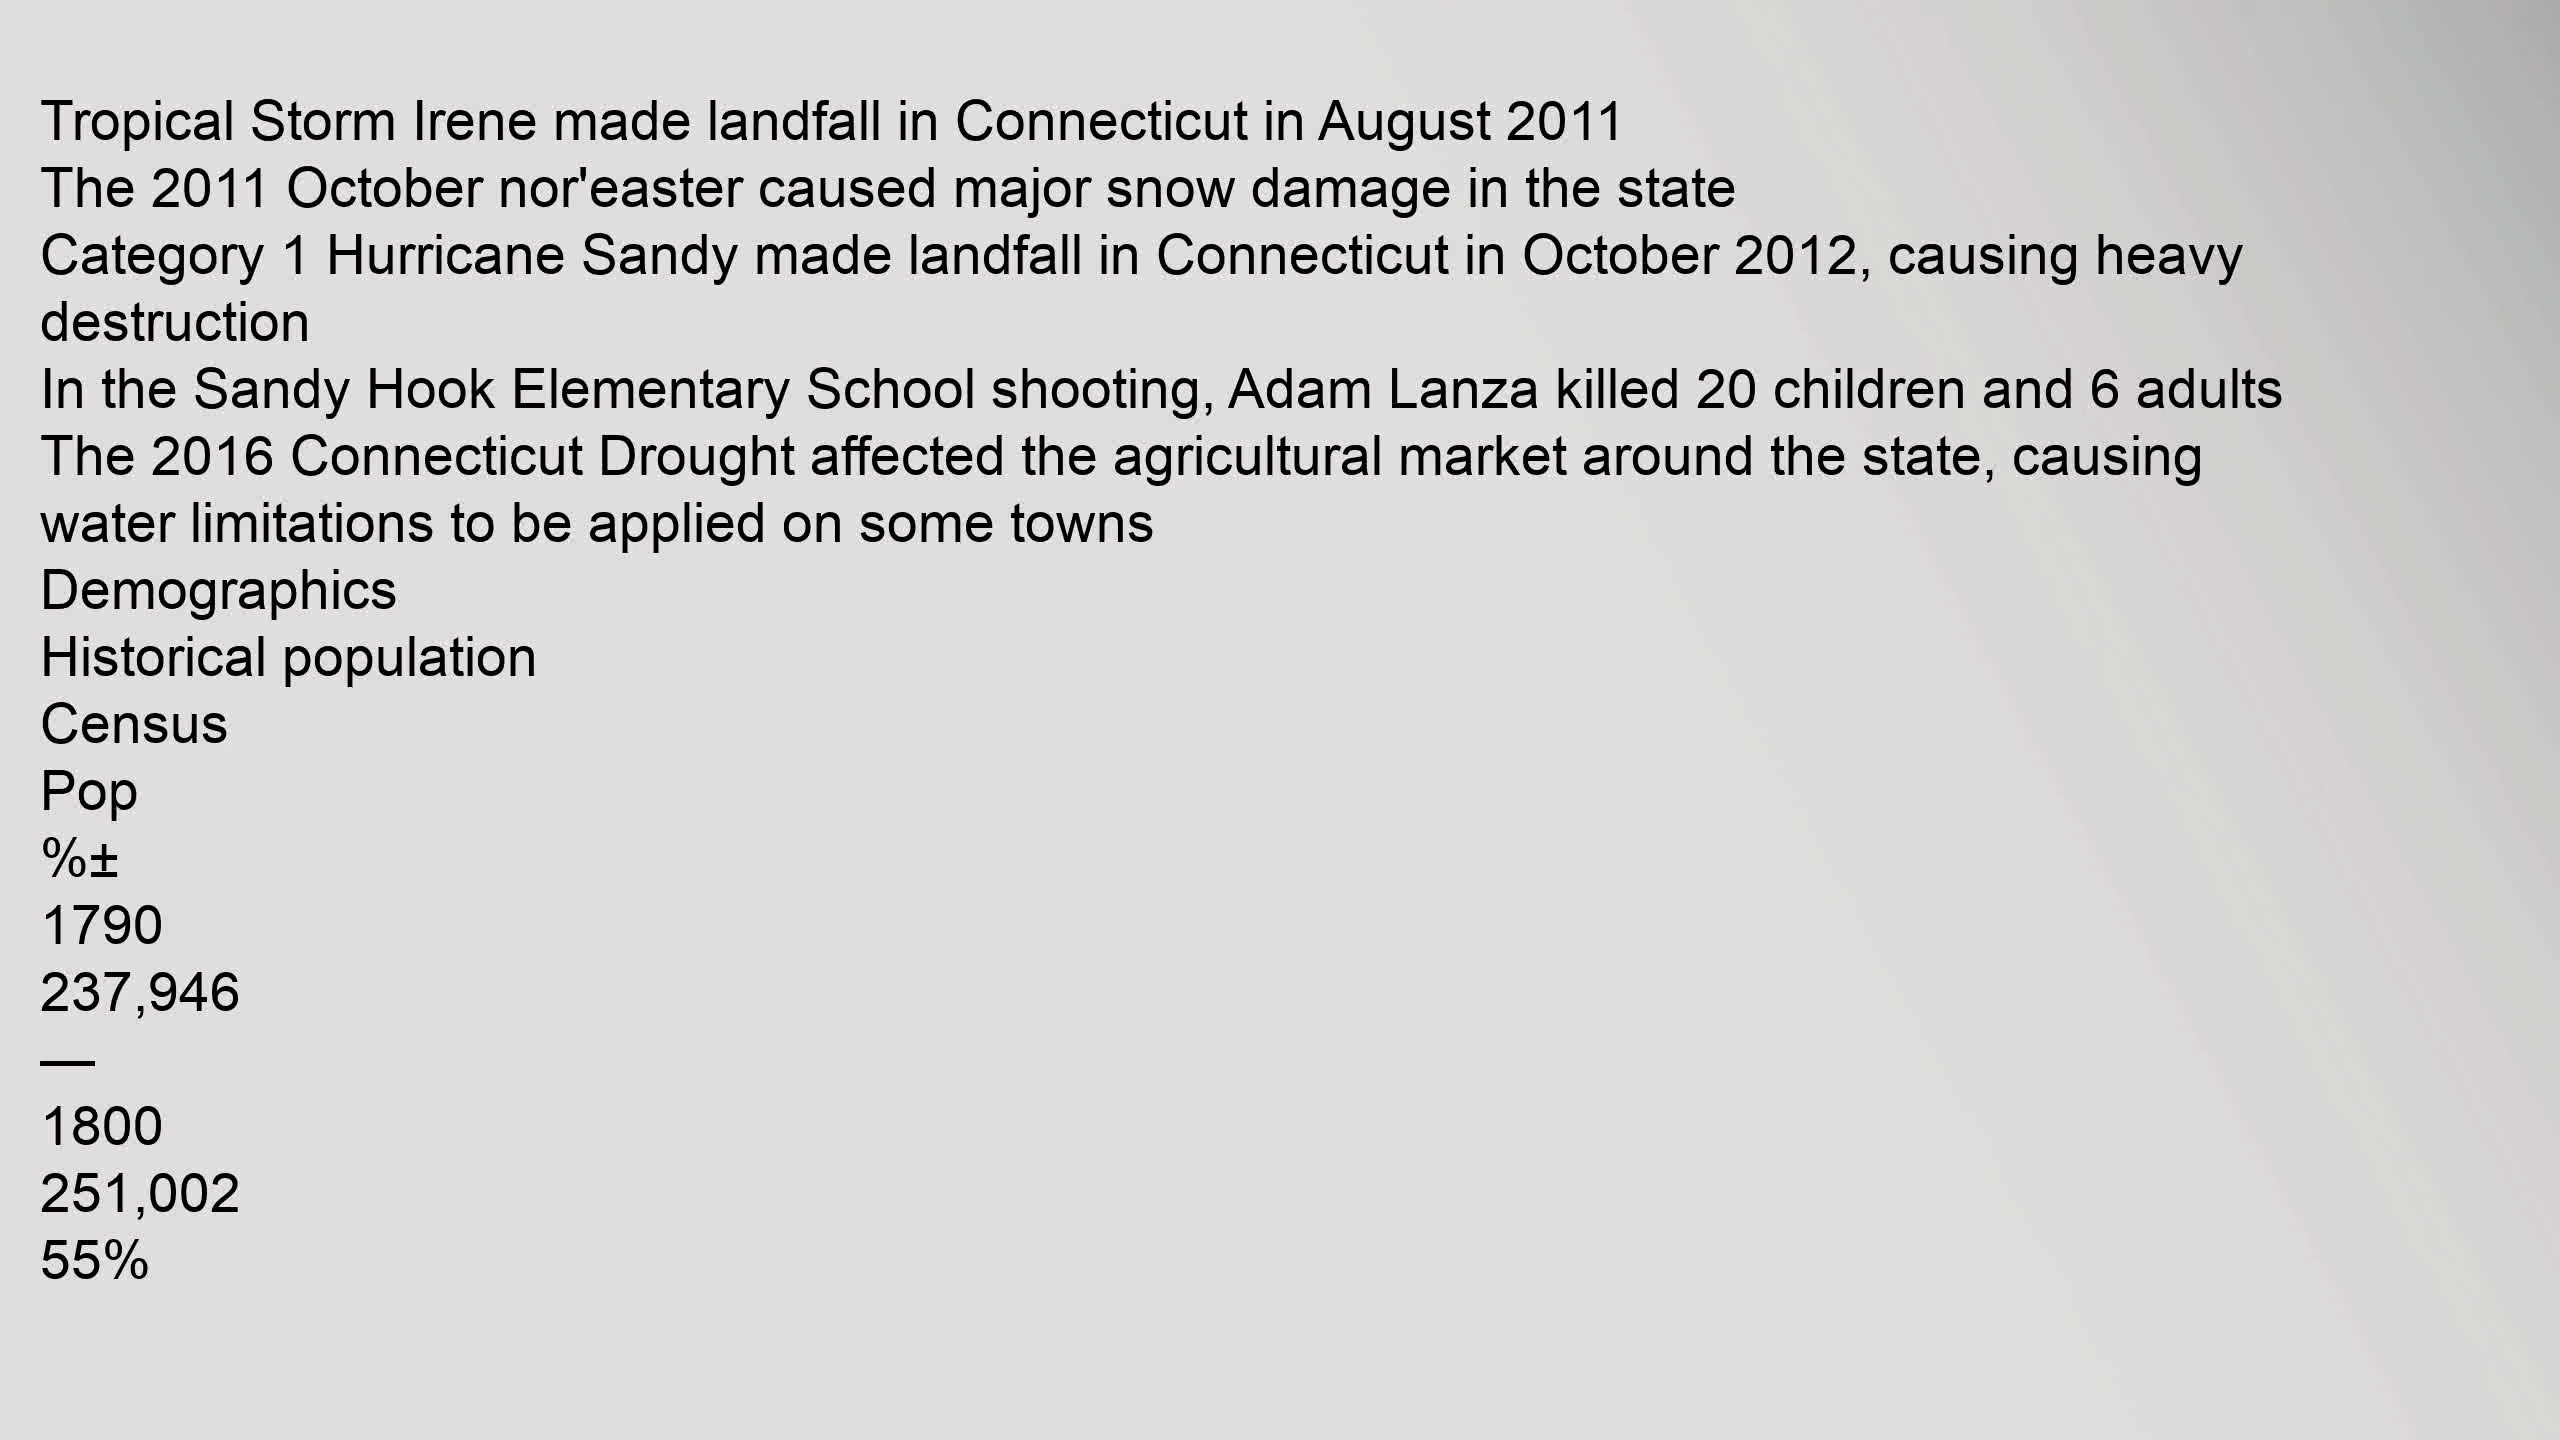 Tropical Storm Irene made landfall in Connecticut in August 2011
The 2011 October nor'easter caused major snow damage in the state
Category 1 Hurricane Sandy made landfall in Connecticut in October 2012, causing heavy
destruction
In the Sandy Hook Elementary School shooting, Adam Lanza killed 20 children and 6 adults
The 2016 Connecticut Drought affected the agricultural market around the state, causing
water limitations to be applied on some towns
Demographics
Historical population
Census
Pop
%±
1790
237,946
—
1800
251,002
55%